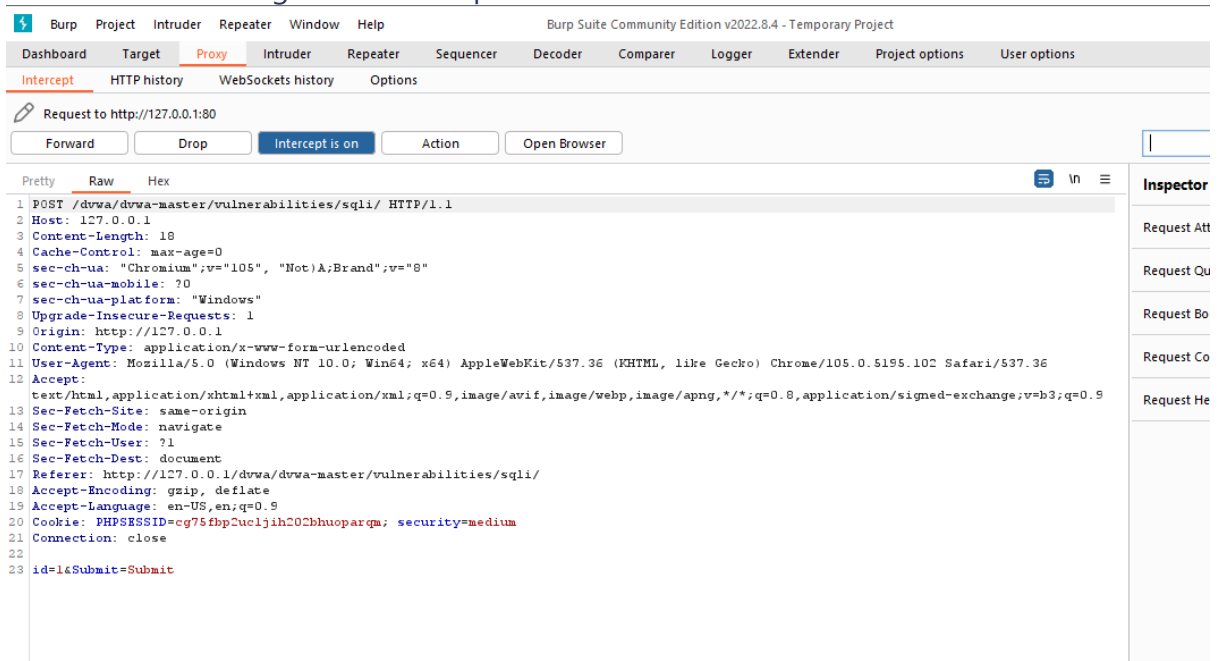 Burp Project Intruder Repeater Window Help Burp Suite Community Edition v2022.8.4 - Temporary Project
Dashboard Target Proxy Intruder Repeater Sequencer Decoder Comparer Logger Extender Project options User options
Intercept HTTP history WebSockets history Options
Request to http://127.0.0.1:80
Forward Drop Intercept is on Action Open Browser
Pretty Raw Hex \n
Inspector
Request Att
Request Qu
Request Bo
Request Co
Request He
1 POST /dvwa/dvwa-master/vulnerabilities/sqli/ HTTP/1.1
2 Host: 127.0.0.1
3 Content-Length: 18
4 Cache-Control: max-age=0
5 sec-ch-ua: "Chromium";v="105", "Not)A;Brand";v="8"
6 sec-ch-ua-mobile: ?0
7 sec-ch-ua-platform: "Windows"
8 Upgrade-Insecure-Requests: 1
9 Origin: http://127.0.0.1
10 Content-Type: application/x-www-form-urlencoded
11 User-Agent: Mozilla/5.0 (Windows NT 10.0; Win64; x64) AppleWebKit/537.36 (KHTML, like Gecko) Chrome/105.0.5195.102 Safari/537.36
12 Accept:
text/html,application/xhtml+xml,application/xml;q=0.9,image/avif,image/webp,image/apng,*/*;q=0.8,application/signed-exchange;v=b3;q=0.9
13 Sec-Fetch-Site: same-origin
14 Sec-Fetch-Mode: navigate
15 Sec-Fetch-User: ?1
16 Sec-Fetch-Dest: document
17 Referer: http://127.0.0.1/dvwa/dvwa-master/vulnerabilities/sqli/
18 Accept-Encoding: gzip, deflate
19 Accept-Language: en-US,en;q=0.9
20 Cookie: PHPSESSID=cg75fbp2ucljih202bhuoparqm; security=medium
21 Connection: close
22
23 id=1&Submit=Submit